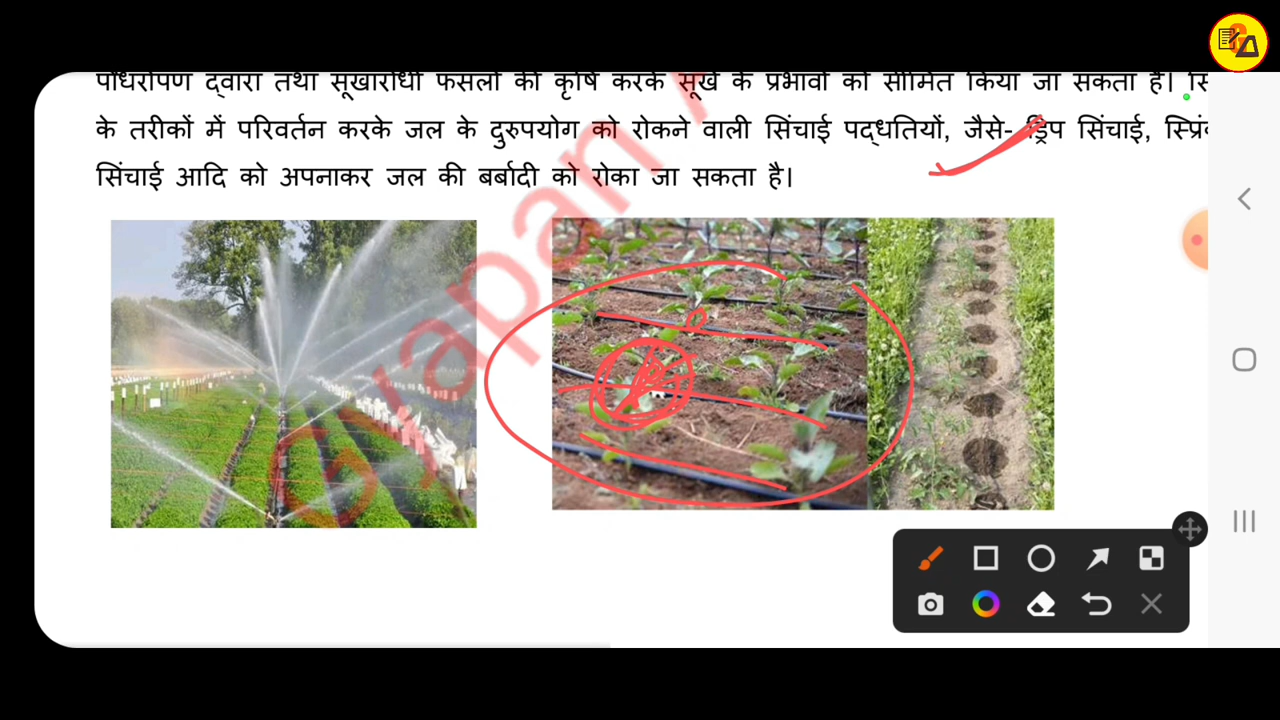 पौधरोपण द्वारा तथा सूखारोधी फसलों की कृषि करके सूखे के प्रभावों को सीमित किया जा सकता है।
के तरीकों में परिवर्तन करके जल के दुरुपयोग को रोकने वाली सिंचाई पद्धतियों, जैसे- ड्रिप सिंचाई,
सिंचाई आदि को अपनाकर जल की बर्बादी को रोका जा सकता है।
Gyapan